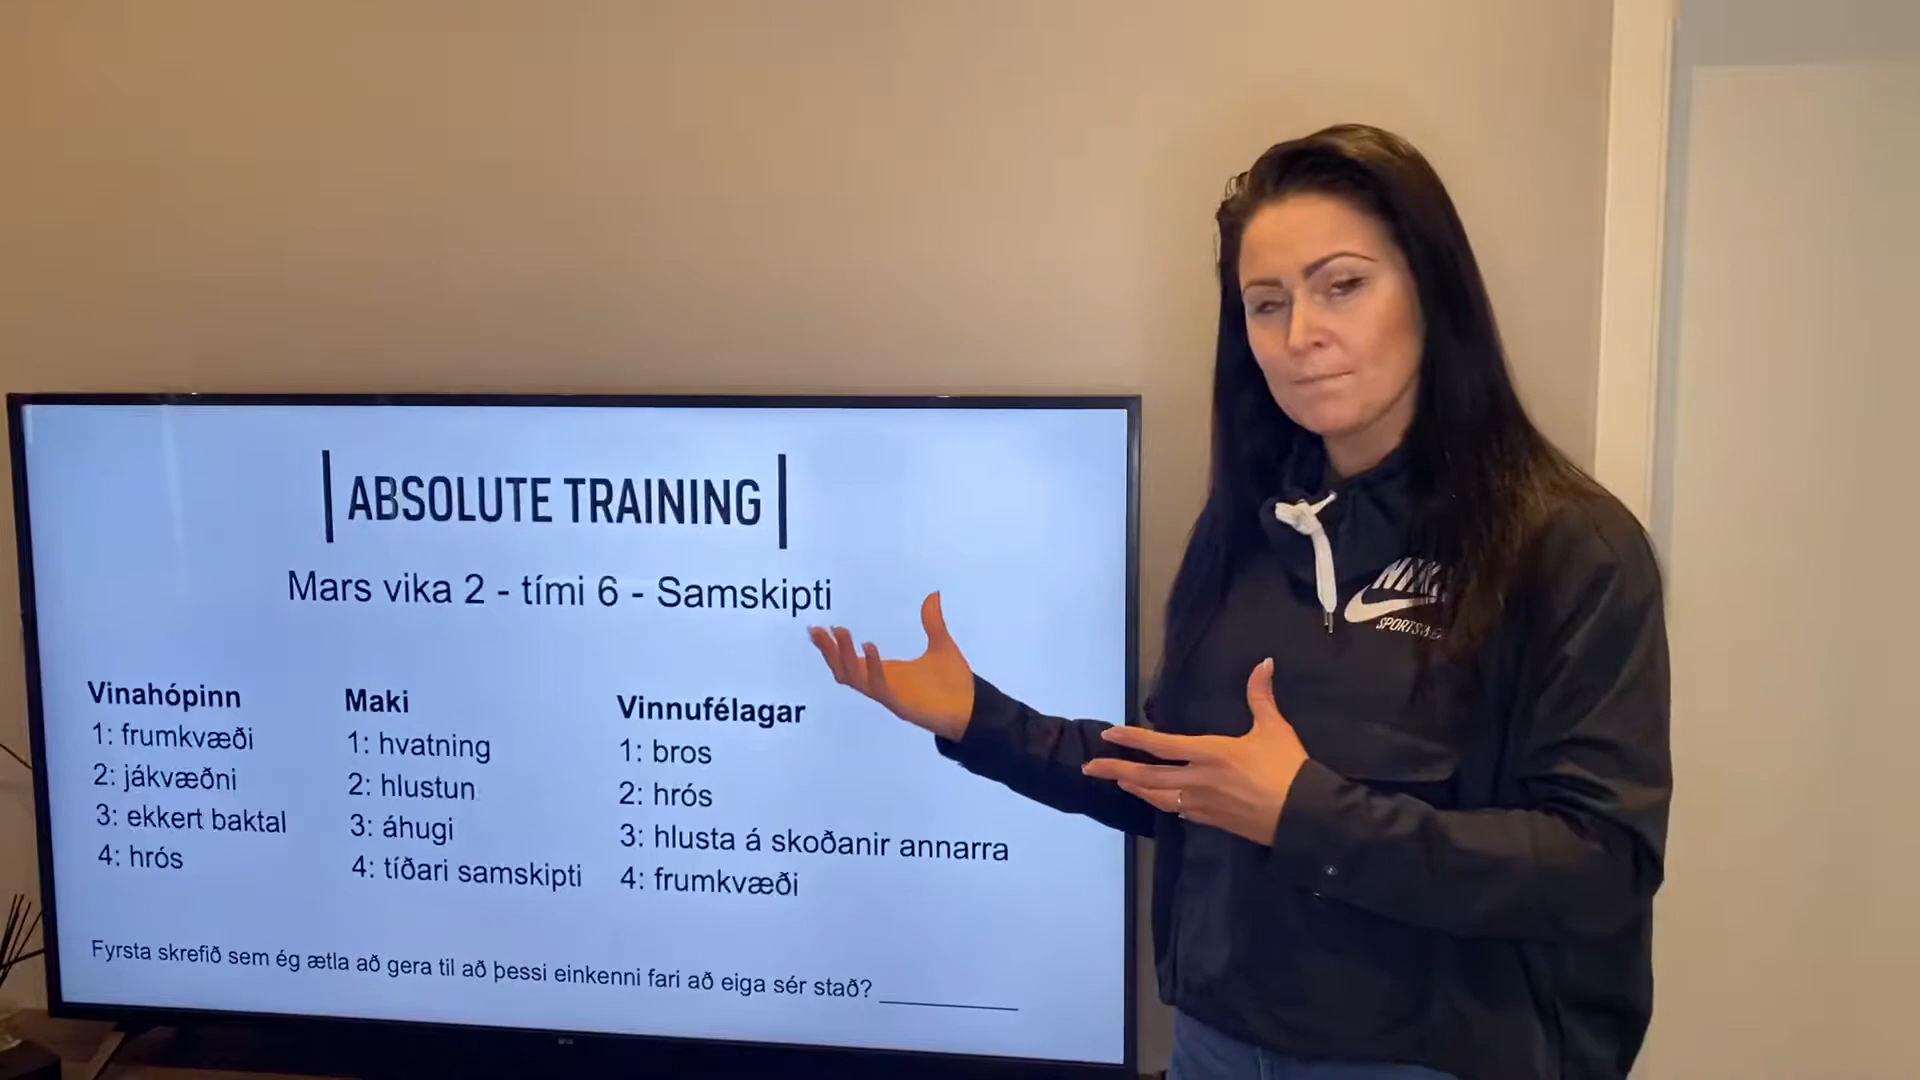 ABSOLUTE TRAINING
Mars vika 2 - tími 6 - Samskipti
Vinahópinn
1: frumkvæði
2: jákvæðni
3: ekkert baktal
4: hrós
Maki
1: hvatning
2: hlustun
3: áhugi
4: tíðari samskipti
Vinnufélagar
1: bros
2: hrós
3: hlusta á skoðanir annarra
4: frumkvæði
Fyrsta skrefið sem ég ætla að gera til að þessi einkenni fari að eiga sér stað? __________